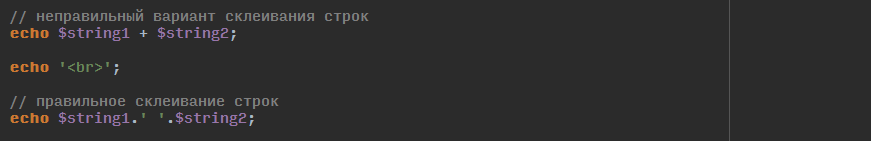 // неправильный вариант склеивания строк
echo $string1 + $string2;
echo '<br>';
// правильное склеивание строк
echo $string1.' '.$string2;